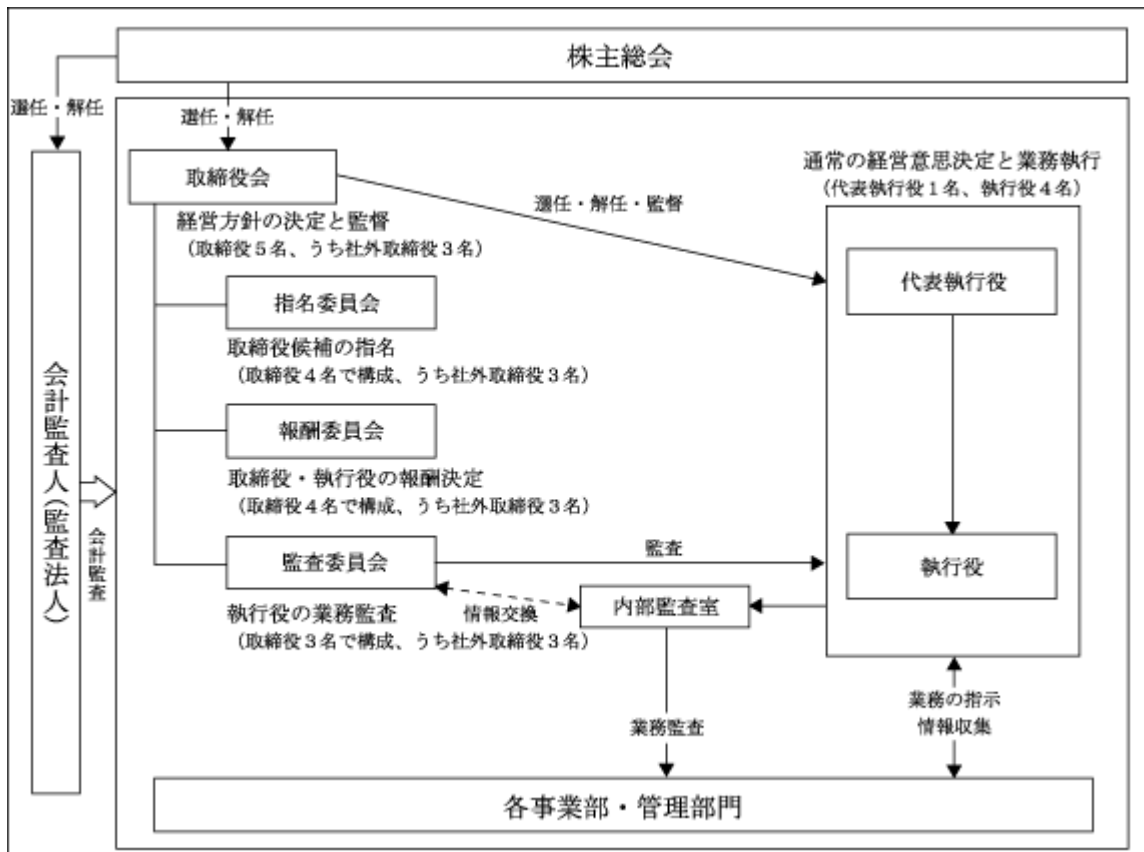 株主総会
選任・解任
選任・解任
取締役会
経営方針の決定と監督
(取締役5名、うち社外取締役3名)
選任・解任・監督
通常の経営意思決定と業務執行
(代表執行役1名、執行役4名)
代表執行役
指名委員会
取締役候補の指名
(取締役4名で構成、うち社外取締役3名)
報酬委員会
取締役・執行役の報酬決定
(取締役4名で構成、うち社外取締役3名)
監査委員会
監査
執行役
執行役の業務監査
(取締役3名で構成、うち社外取締役3名)
情報交換
内部監査室
会計監査人(監査法人)
会計監査
業務監査
業務の指示
情報収集
各事業部・管理部門